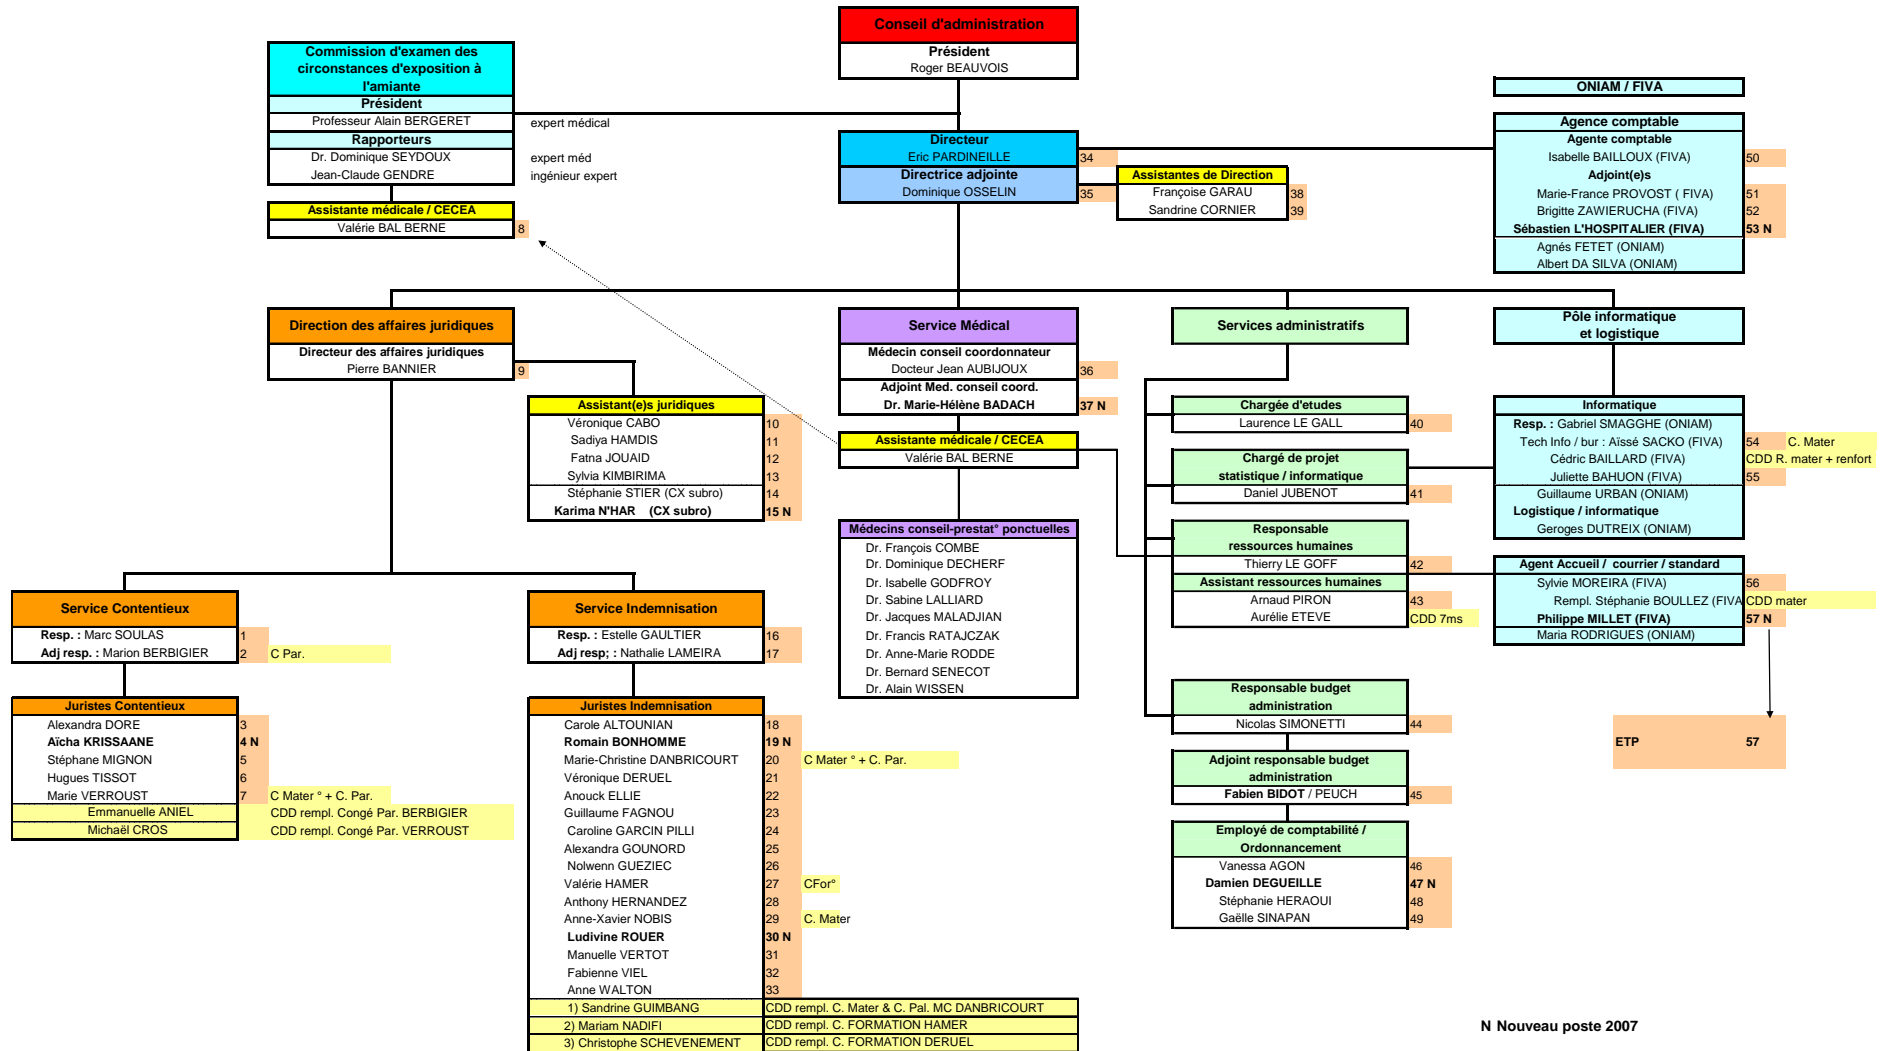 Conseil d'administration
Président
Roger BEAUVOIS
Commission d'examen des
circonstances d'exposition à
l'amiante
Président
Professeur Alain BERGERET expert médical
Rapporteurs
Dr. Dominique SEYDOUX expert méd
Jean-Claude GENDRE ingénieur expert
Assistante médicale / CECEA
Valérie BAL BERNE 8
Directeur
Eric PARDINEILLE 34
Directrice adjointe
Dominique OSSELIN 35
Assistantes de Direction
Françoise GARAU 38
Sandrine CORNIER 39
ONIAM / FIVA
Agence comptable
Agente comptable
Isabelle BAILLOUX (FIVA) 50
Adjoint(e)s
Marie-France PROVOST ( FIVA) 51
Brigitte ZAWIERUCHA (FIVA) 52
Sébastien L'HOSPITALIER (FIVA) 53 N
Agnés FETET (ONIAM)
Albert DA SILVA (ONIAM)
Direction des affaires juridiques
Directeur des affaires juridiques
Pierre BANNIER 9
Assistant(e)s juridiques
Véronique CABO 10
Sadiya HAMDIS 11
Fatna JOUAID 12
Sylvia KIMBIRIMA 13
Stéphanie STIER (CX subro) 14
Karima N'HAR (CX subro) 15 N
Service Contentieux
Resp. : Marc SOULAS 1
Adj resp. : Marion BERBIGIER 2 C Par.
Juristes Contentieux
Alexandra DORE 3
Aïcha KRISSAANE 4 N
Stéphane MIGNON 5
Hugues TISSOT 6
Marie VERROUST 7 C Mater ° + C. Par.
Emmanuelle ANIEL CDD rempl. Congé Par. BERBIGIER
Michaël CROS CDD rempl. Congé Par. VERROUST
Service Indemnisation
Resp. : Estelle GAULTIER 16
Adj resp; : Nathalie LAMEIRA 17
Juristes Indemnisation
Carole ALTOUNIAN 18
Romain BONHOMME 19 N
Marie-Christine DANBRICOURT 20 C Mater ° + C. Par.
Véronique DERUEL 21
Anouck ELLIE 22
Guillaume FAGNOU 23
Caroline GARCIN PILLI 24
Alexandra GOUNORD 25
Nolwenn GUEZIEC 26
Valérie HAMER 27 CFor°
Anthony HERNANDEZ 28
Anne-Xavier NOBIS 29 C. Mater
Ludivine ROUER 30 N
Manuelle VERTOT 31
Fabienne VIEL 32
Anne WALTON 33
1) Sandrine GUIMBANG CDD rempl. C. Mater & C. Pal. MC DANBRICOURT
2) Mariam NADIFI CDD rempl. C. FORMATION HAMER
3) Christophe SCHEVENEMENT CDD rempl. C. FORMATION DERUEL
Service Médical
Médecin conseil coordonnateur
Docteur Jean AUBIJOUX 36
Adjoint Med. conseil coord.
Dr. Marie-Hélène BADACH 37 N
Assistante médicale / CECEA
Valérie BAL BERNE
Médecins conseil-prestat° ponctuelles
Dr. François COMBE
Dr. Dominique DECHERF
Dr. Isabelle GODFROY
Dr. Sabine LALLIARD
Dr. Jacques MALADJIAN
Dr. Francis RATAJCZAK
Dr. Anne-Marie RODDE
Dr. Bernard SENECOT
Dr. Alain WISSEN
Services administratifs
Chargée d'etudes
Laurence LE GALL 40
Chargé de projet
statistique / informatique
Daniel JUBENOT 41
Responsable
ressources humaines
Thierry LE GOFF 42
Assistant ressources humaines
Arnaud PIRON 43
Aurélie ETEVE CDD 7ms
Responsable budget
administration
Nicolas SIMONETTI 44
Adjoint responsable budget
administration
Fabien BIDOT / PEUCH 45
Employé de comptabilité /
Ordonnancement
Vanessa AGON 46
Damien DEGUEILLE 47 N
Stéphanie HERAOUI 48
Gaëlle SINAPAN 49
Pôle informatique
et logistique
Informatique
Resp. : Gabriel SMAGGHE (ONIAM)
Tech Info / bur : Aïssé SACKO (FIVA) 54 C. Mater
Cédric BAILLARD (FIVA) CDD R. mater + renfort
Juliette BAHUON (FIVA) 55
Guillaume URBAN (ONIAM)
Logistique / informatique
Geroges DUTREIX (ONIAM)
Agent Accueil / courrier / standard
Sylvie MOREIRA (FIVA) 56
Rempl. Stéphanie BOULLEZ (FIVA CDD mater
Philippe MILLET (FIVA) 57 N
Maria RODRIGUES (ONIAM)
ETP 57
N Nouveau poste 2007